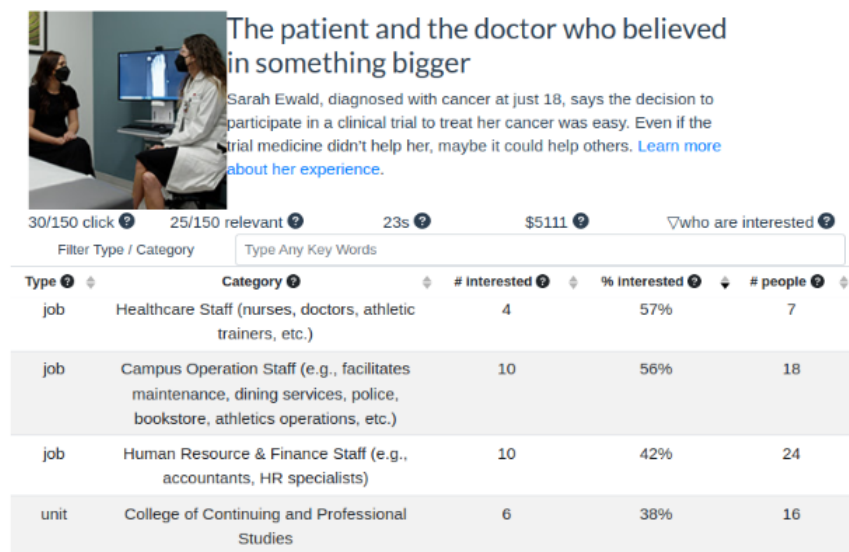 The patient and the doctor who believed
in something bigger
Sarah Ewald, diagnosed with cancer at just 18, says the decision to
participate in a clinical trial to treat her cancer was easy. Even if the
trial medicine didn't help her, maybe it could help others. Learn more
about her experience.
30/150 click ? 25/150 relevant ? 23s ? $5111 ? ▽who are interested ?
Filter Type / Category Type Any Key Words
Type ? Category ? # interested ? % interested ? # people ?
job Healthcare Staff (nurses, doctors, athletic 4 57% 7
trainers, etc.)
job Campus Operation Staff (e.g., facilitates 10 56% 18
maintenance, dining services, police,
bookstore, athletics operations, etc.)
job Human Resource & Finance Staff (e.g., 10 42% 24
accountants, HR specialists)
unit College of Continuing and Professional 6 38% 16
Studies